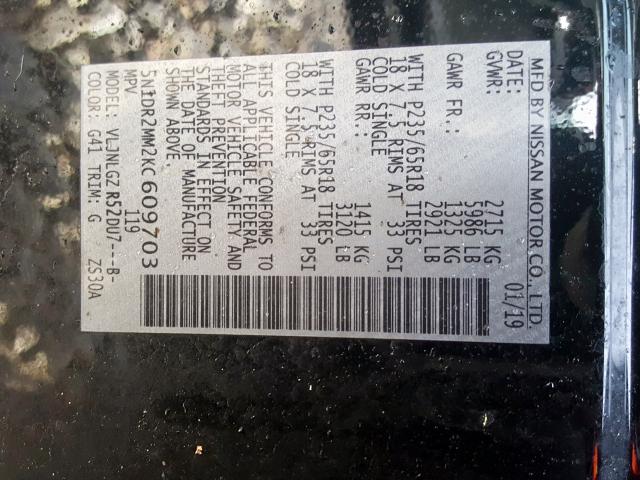 MFD BY NISSAN MOTOR CO., LTD.
DATE: 01/19
GVWR: 2715 KG
5986 LB
GAWR FR.: 1325 KG
2921 LB
WITH P235/65R18 TIRES
18 X 7.5 RIMS AT 33 PSI
COLD SINGLE
GAWR RR.: 1415 KG
3120 LB
WITH P235/65R18 TIRES
18 X 7.5 RIMS AT 33 PSI
COLD SINGLE
THIS VEHICLE CONFORMS TO
ALL APPLICABLE FEDERAL
MOTOR VEHICLE SAFETY AND
THEFT PREVENTION
STANDARDS IN EFFECT ON
THE DATE OF MANUFACTURE
SHOWN ABOVE.
5N1DR2MM2KC609703
MPV 119
MODEL: VLJNLGZ R52DU7---B-
COLOR: G41 TRIM: G ZS30A